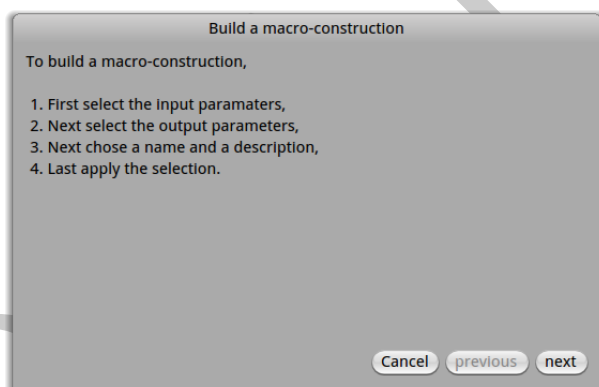 Build a macro-construction
To build a macro-construction,
1. First select the input paramaters,
2. Next select the output parameters,
3. Next chose a name and a description,
4. Last apply the selection.
Cancel previous next